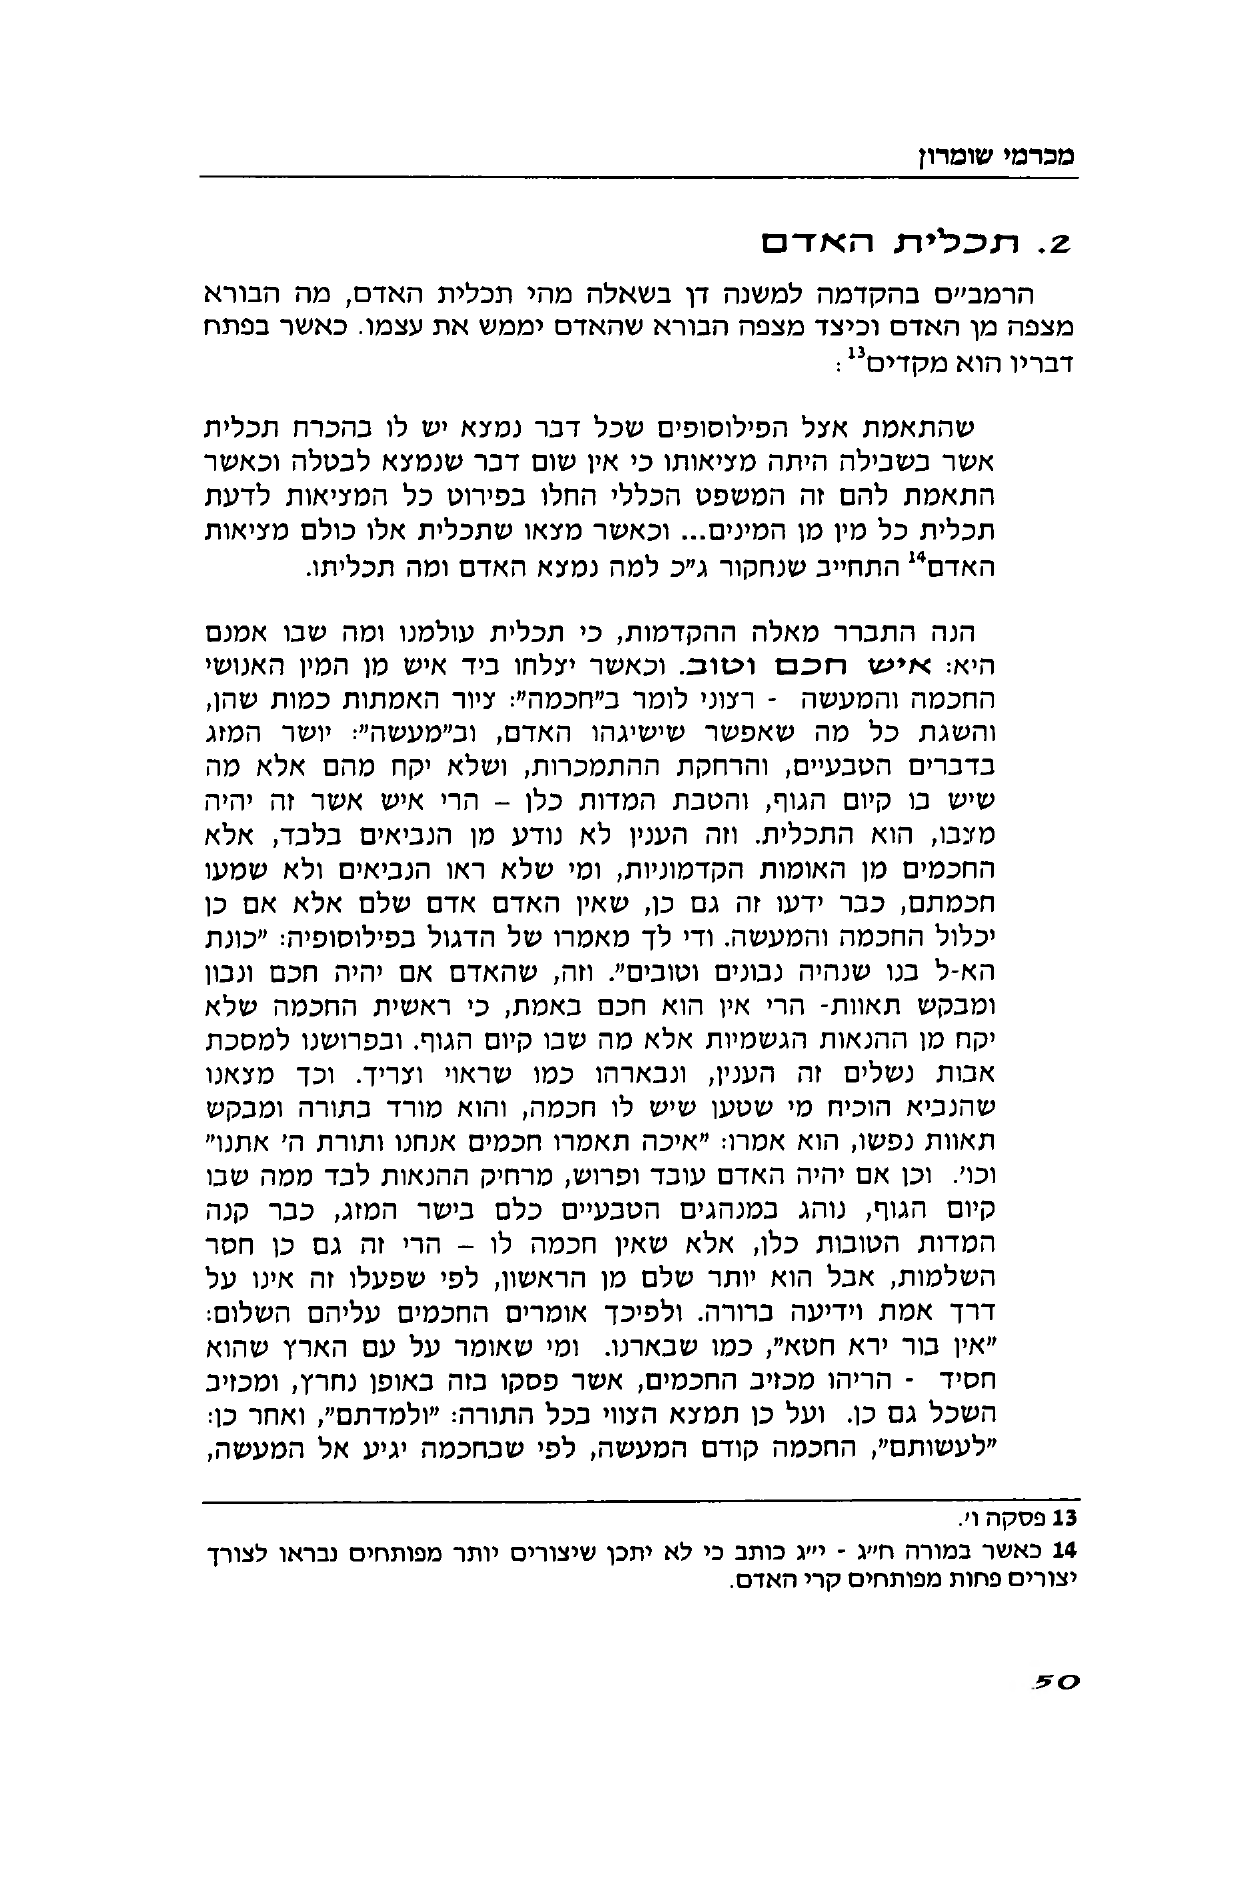 מכרמי שומרון
2. תכלית האדם
הרמב״ם בהקדמה למשנה דן בשאלה מהי תכלית האדם, מה הבורא
מצפה מן האדם וכיצד מצפה הבורא שהאדם יממש את עצמו. כאשר בפתח
דבריו הוא מקדים13:
שהתאמת אצל הפילוסופים שכל דבר נמצא יש לו בהכרח תכלית
אשר בשבילה היתה מציאותו כי אין שום דבר שנמצא לבטלה וכאשר
התאמת להם זה המשפט הכללי החלו בפירוט כל המציאות לדעת
תכלית כל מין מן המינים... וכאשר מצאו שתכלית אלו כולם מציאות
האדם14 התחייב שנחקור ג״כ למה נמצא האדם ומה תכליתו.
הנה התברר מאלה ההקדמות, כי תכלית עולמנו ומה שבו אמנם
היא: איש חכם וטוב. וכאשר יצלחו ביד איש מן המין האנושי
החכמה והמעשה - רצוני לומר ב״חכמה״: ציור האמתות כמות שהן,
והשגת כל מה שאפשר שישיגהו האדם, וב״מעשה״: יושר המזג
בדברים הטבעיים, והרחקת ההתמכרות, ושלא יקח מהם אלא מה
שיש בו קיום הגוף, והטבת המדות כלן – הרי איש אשר זה יהיה
מצבו, הוא התכלית. וזה הענין לא נודע מן הנביאים בלבד, אלא
החכמים מן האומות הקדמוניות, ומי שלא ראו הנביאים ולא שמעו
חכמתם, כבר ידעו זה גם כן, שאין האדם אדם שלם אלא אם כן
יכלול החכמה והמעשה. ודי לך מאמרו של הדגול בפילוסופיה: ״כונת
הא-ל בנו שנהיה נבונים וטובים״. וזה, שהאדם אם יהיה חכם ונבון
ומבקש תאוות- הרי אין הוא חכם באמת, כי ראשית החכמה שלא
יקח מן ההנאות הגשמיות אלא מה שבו קיום הגוף. ובפרושנו למסכת
אבות נשלים זה הענין, ונבארהו כמו שראוי וצריך. וכך מצאנו
שהנביא הוכיח מי שטען שיש לו חכמה, והוא מורד בתורה ומבקש
תאוות נפשו, הוא אמרו: ״איכה תאמרו חכמים אנחנו ותורת ה׳ אתנו״
וכו׳. וכן אם יהיה האדם עובד ופרוש, מרחיק ההנאות לבד ממה שבו
קיום הגוף, נוהג במנהגים הטבעיים כלם בישר המזג, כבר קנה
המדות הטובות כלן, אלא שאין חכמה לו – הרי זה גם כן חסר
השלמות, אבל הוא יותר שלם מן הראשון, לפי שפעלו זה אינו על
דרך אמת וידיעה ברורה. ולפיכך אומרים החכמים עליהם השלום:
״אין בור ירא חטא״, כמו שבארנו. ומי שאומר על עם הארץ שהוא
חסיד - הריהו מכזיב החכמים, אשר פסקו בזה באופן נחרץ, ומכזיב
השכל גם כן. ועל כן תמצא הצווי בכל התורה: ״ולמדתם״, ואחר כן:
״לעשותם״, החכמה קודם המעשה, לפי שבחכמה יגיע אל המעשה,
13 פסקה ו׳.
14 כאשר במורה ח״ג - י״ג כותב כי לא יתכן שיצורים יותר מפותחים נבראו לצורך
יצורים פחות מפותחים קרי האדם.
50